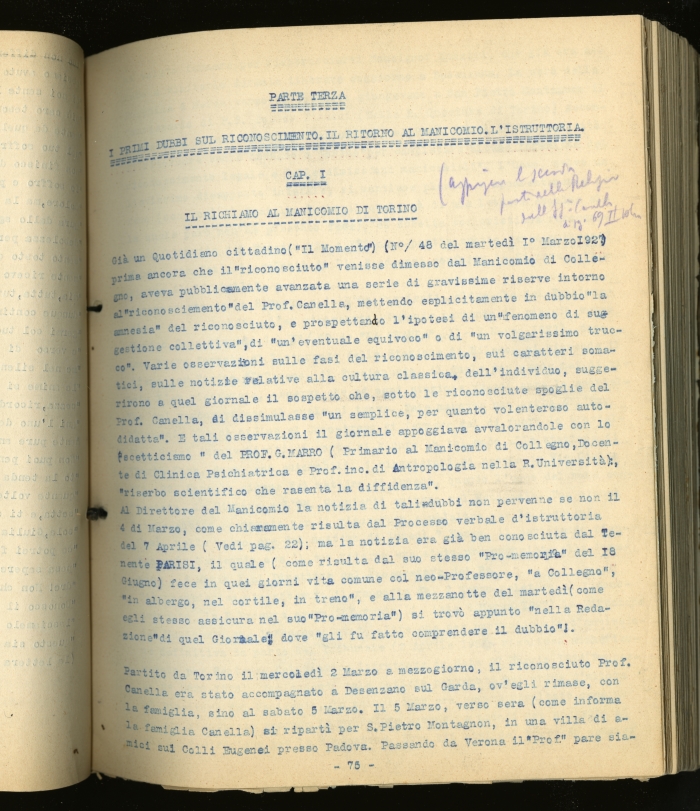 PARTE TERZA
I PRIMI DUBBI SUL RICONOSCIMENTO.IL RITORNO AL MANICOMIO.L'ISTRUTTORIA.
CAP. I
IL RICHIAMO AL MANICOMIO DI TORINO
Già un Quotidiano cittadino("Il Momento") (N°/ 48 del martedì I° Marzo I927)
prima ancora che il"riconosciuto" venisse dimesso dal Manicomio di Colle-
gno, aveva pubblicamente avanzata una serie di gravissime riserve intorno
al"riconosciemento"del Prof.Canella, mettendo esplicitamente in dubbio"la
amnesia" del riconosciuto, e prospettando l'ipotesi di un"fenomeno di sug
gestione collettiva",di "un'eventuale equivoco" o di "un volgarissimo truc-
co". Varie osservazioni sulle fasi del riconoscimento, sui caratteri soma-
tici, sulle notizie relative alla cultura classica, dell'individuo, sugge-
rirono a quel giornale il sospetto che, sotto le riconosciute spoglie del
Prof. Canella, di dissimulasse "un semplice, per quanto volenteroso auto-
didatta". E tali osservazioni il giornale appoggiava avvalorandole con lo
"scetticismo " del PROF.G.MARRO ( Primario al Manicomio di Collegno,Docen-
te di Clinica Psichiatrica e Prof.inc.di Antropologia nella R.Università),
"riserbo scientifico che rasenta la diffidenza".
Al Direttore del Manicomio la notizia di tali dubbi non pervenne se non il
4 di Marzo, come chiaramente risulta dal Processo verbale d'istruttoria
del 7 Aprile ( Vedi pag. 22); ma la notizia era già ben conosciuta dal Te-
nente PARISI, il quale ( come risulta dal suo stesso "Pro-memoria" del I8
Giugno) fece in quei giorni vita comune col neo-Professore, "a Collegno",
"in albergo, nel cortile, in treno", e alla mezzanotte del martedì(come
egli stesso assicura nel suo"Pro-memoria") si trovò appunto "nella Reda-
zione"di quel Giornale, dove "gli fu fatto comprendere il dubbio"!.
Partito da Torino il mercoledì 2 Marzo a mezzogiorno, il riconosciuto Prof.
Canella era stato accompagnato a Desenzano sul Garda, ov'egli rimase, con
la famiglia, sino al sabato 5 Marzo. Il 5 Marzo, verso sera (come informa
la famiglia Canella) si ripartì per S.Pietro Montagnon, in una villa di a-
mici sui Colli Euganei presso Padova. Passando da Verona il"Prof" pare sia-
- 75 -